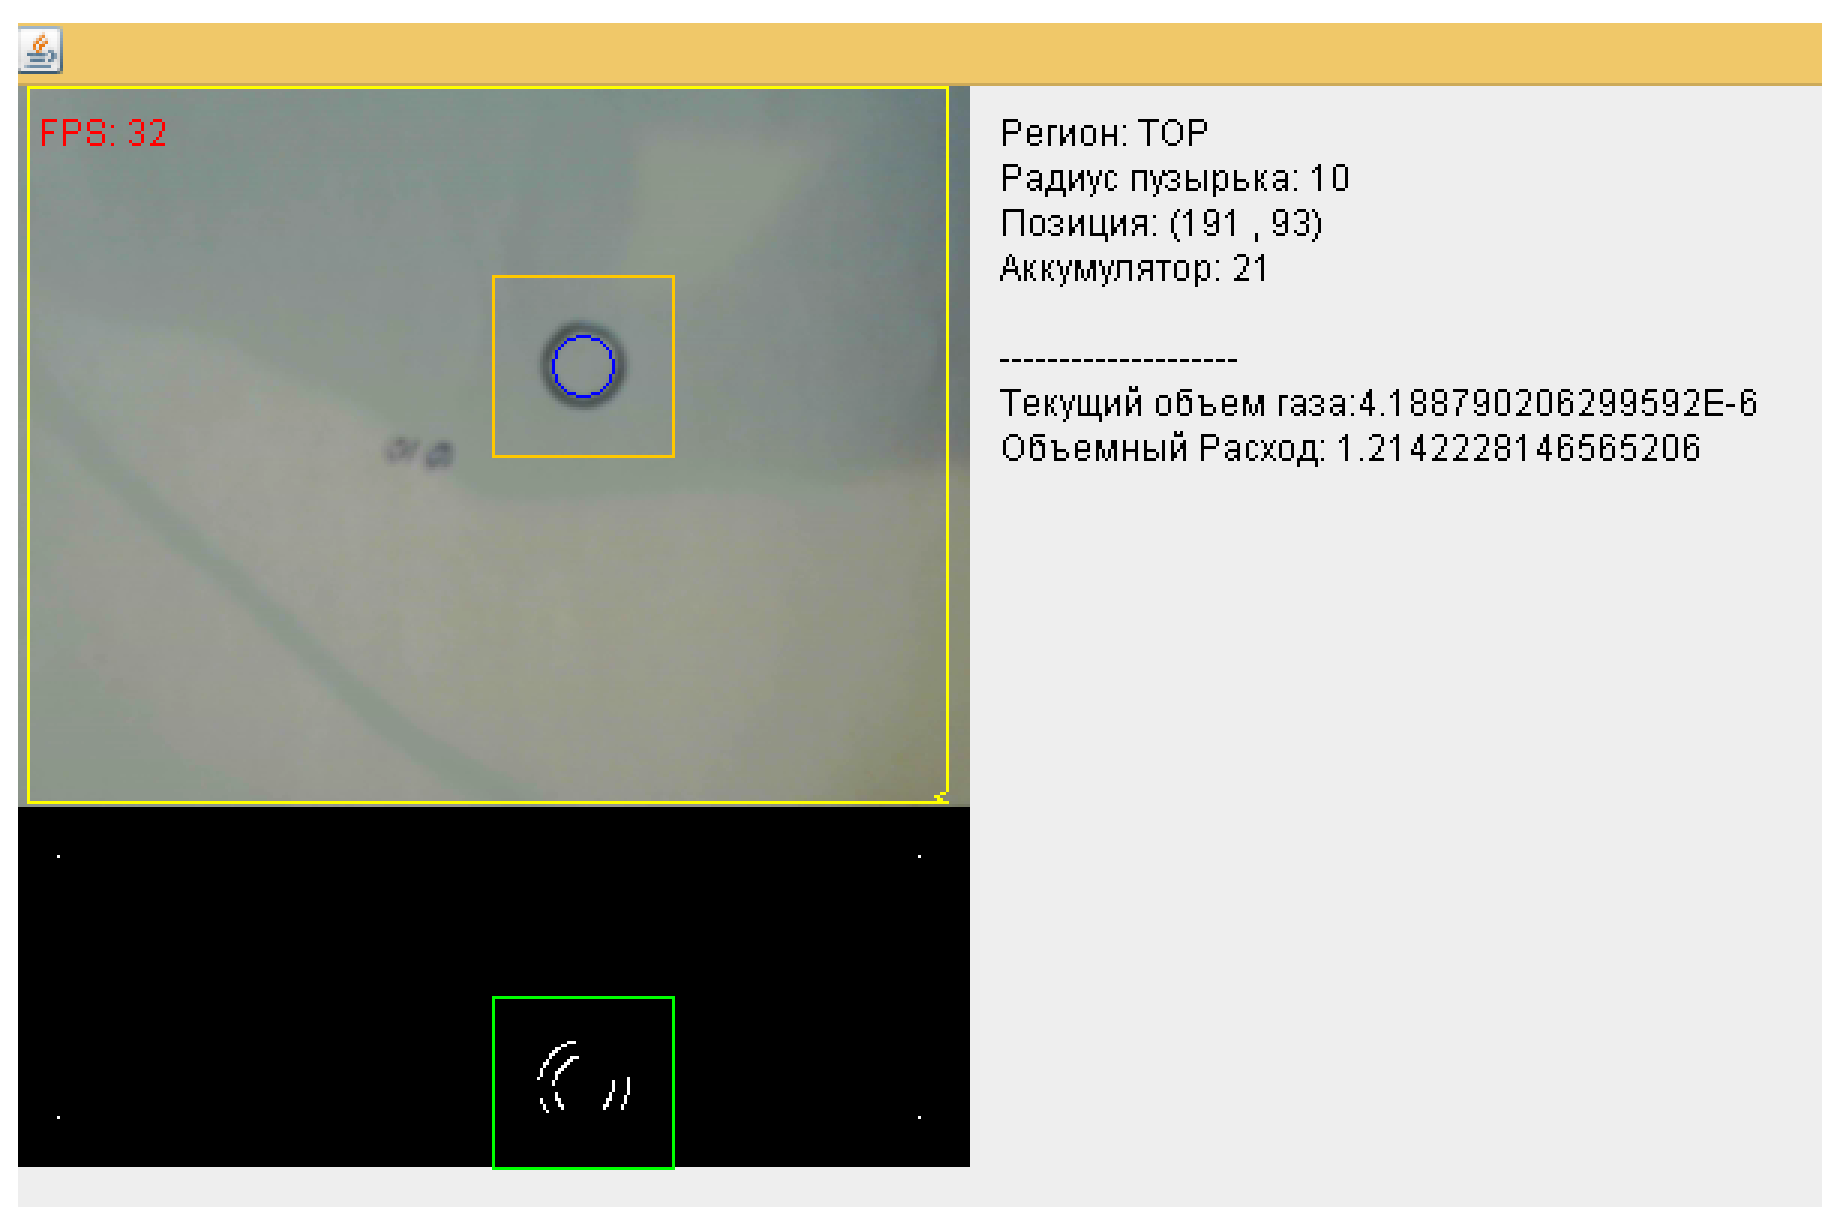 FPS: 32
Регион: TOP
Радиус пузырька: 10
Позиция: (191 , 93)
Аккумулятор: 21
--------------------
Текущий объем газа:4.188790206299592E-6
Объемный Расход: 1.2142228146565206